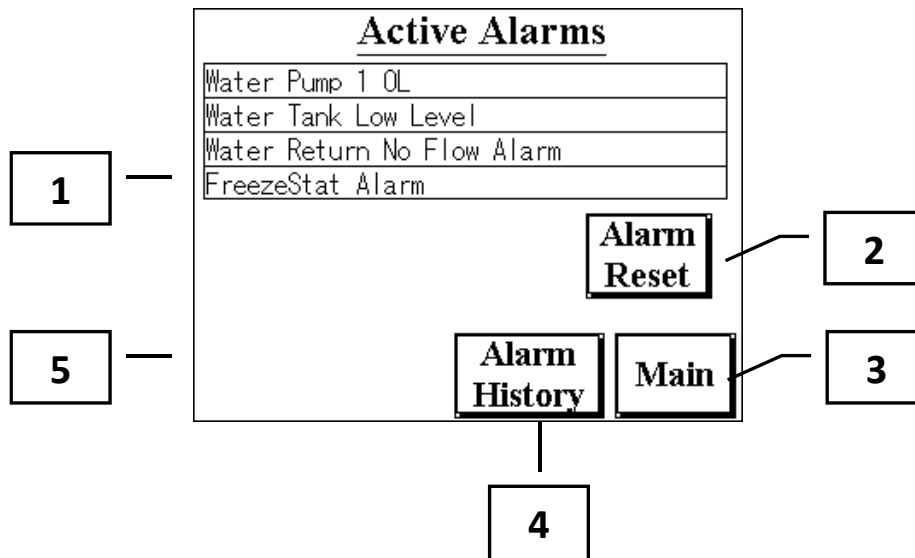 Active Alarms
Water Pump 1 OL
Water Tank Low Level
Water Return No Flow Alarm
FreezeStat Alarm
1
Alarm
Reset
2
5
Alarm
History
Main
3
4